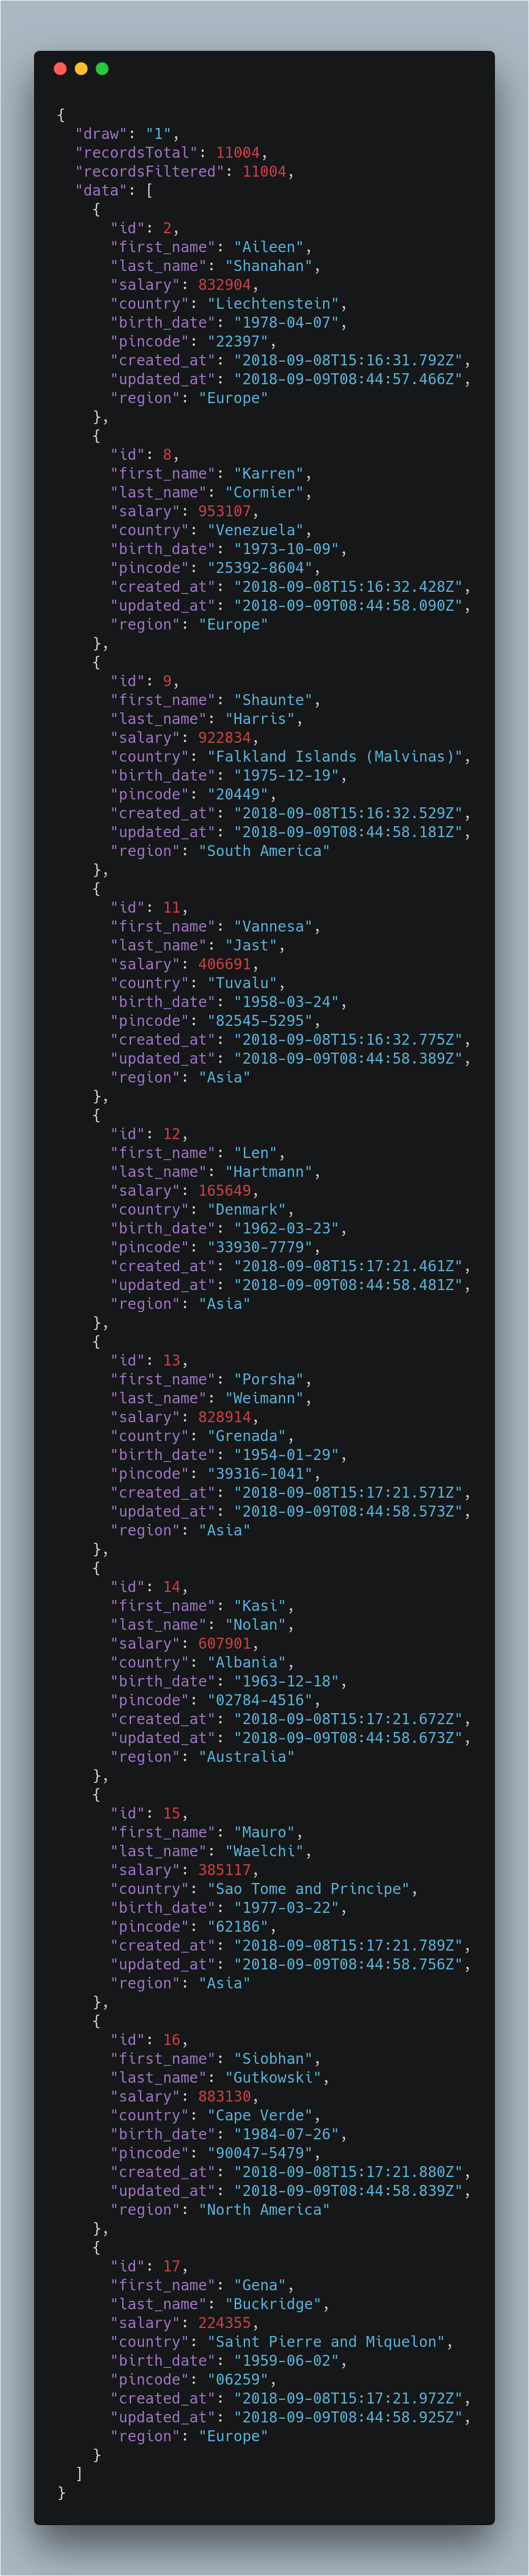 {
  "draw": "1",
  "recordsTotal": 11004,
  "recordsFiltered": 11004,
  "data": [
    {
      "id": 2,
      "first_name": "Aileen",
      "last_name": "Shanahan",
      "salary": 832904,
      "country": "Liechtenstein",
      "birth_date": "1978-04-07",
      "pincode": "22397",
      "created_at": "2018-09-08T15:16:31.792Z",
      "updated_at": "2018-09-09T08:44:57.466Z",
      "region": "Europe"
    },
    {
      "id": 8,
      "first_name": "Karren",
      "last_name": "Cormier",
      "salary": 953107,
      "country": "Venezuela",
      "birth_date": "1973-10-09",
      "pincode": "25392-8604",
      "created_at": "2018-09-08T15:16:32.428Z",
      "updated_at": "2018-09-09T08:44:58.090Z",
      "region": "Europe"
    },
    {
      "id": 9,
      "first_name": "Shaunte",
      "last_name": "Harris",
      "salary": 922834,
      "country": "Falkland Islands (Malvinas)",
      "birth_date": "1975-12-19",
      "pincode": "20449",
      "created_at": "2018-09-08T15:16:32.529Z",
      "updated_at": "2018-09-09T08:44:58.181Z",
      "region": "South America"
    },
    {
      "id": 11,
      "first_name": "Vannesa",
      "last_name": "Jast",
      "salary": 406691,
      "country": "Tuvalu",
      "birth_date": "1958-03-24",
      "pincode": "82545-5295",
      "created_at": "2018-09-08T15:16:32.775Z",
      "updated_at": "2018-09-09T08:44:58.389Z",
      "region": "Asia"
    },
    {
      "id": 12,
      "first_name": "Len",
      "last_name": "Hartmann",
      "salary": 165649,
      "country": "Denmark",
      "birth_date": "1962-03-23",
      "pincode": "33930-7779",
      "created_at": "2018-09-08T15:17:21.461Z",
      "updated_at": "2018-09-09T08:44:58.481Z",
      "region": "Asia"
    },
    {
      "id": 13,
      "first_name": "Porsha",
      "last_name": "Weimann",
      "salary": 828914,
      "country": "Grenada",
      "birth_date": "1954-01-29",
      "pincode": "39316-1041",
      "created_at": "2018-09-08T15:17:21.571Z",
      "updated_at": "2018-09-09T08:44:58.573Z",
      "region": "Asia"
    },
    {
      "id": 14,
      "first_name": "Kasi",
      "last_name": "Nolan",
      "salary": 607901,
      "country": "Albania",
      "birth_date": "1963-12-18",
      "pincode": "02784-4516",
      "created_at": "2018-09-08T15:17:21.672Z",
      "updated_at": "2018-09-09T08:44:58.673Z",
      "region": "Australia"
    },
    {
      "id": 15,
      "first_name": "Mauro",
      "last_name": "Waelchi",
      "salary": 385117,
      "country": "Sao Tome and Principe",
      "birth_date": "1977-03-22",
      "pincode": "62186",
      "created_at": "2018-09-08T15:17:21.789Z",
      "updated_at": "2018-09-09T08:44:58.756Z",
      "region": "Asia"
    },
    {
      "id": 16,
      "first_name": "Siobhan",
      "last_name": "Gutkowski",
      "salary": 883130,
      "country": "Cape Verde",
      "birth_date": "1984-07-26",
      "pincode": "90047-5479",
      "created_at": "2018-09-08T15:17:21.880Z",
      "updated_at": "2018-09-09T08:44:58.839Z",
      "region": "North America"
    },
    {
      "id": 17,
      "first_name": "Gena",
      "last_name": "Buckridge",
      "salary": 224355,
      "country": "Saint Pierre and Miquelon",
      "birth_date": "1959-06-02",
      "pincode": "06259",
      "created_at": "2018-09-08T15:17:21.972Z",
      "updated_at": "2018-09-09T08:44:58.925Z",
      "region": "Europe"
    }
  ]
}